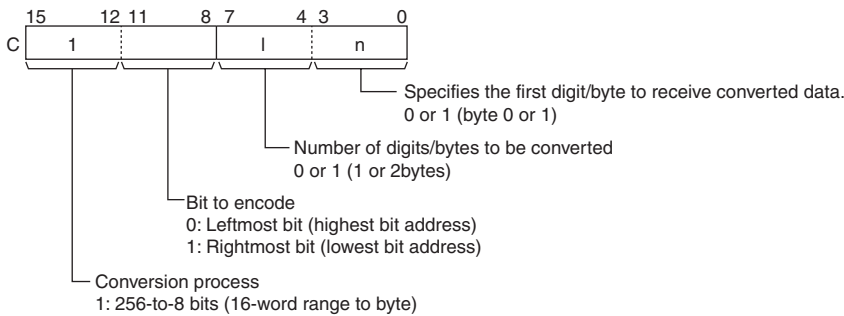 15 12 11 8 7 4 3 0
C 1 l n
Specifies the first digit/byte to receive converted data.
0 or 1 (byte 0 or 1)
Number of digits/bytes to be converted
0 or 1 (1 or 2bytes)
Bit to encode
0: Leftmost bit (highest bit address)
1: Rightmost bit (lowest bit address)
Conversion process
1: 256-to-8 bits (16-word range to byte)